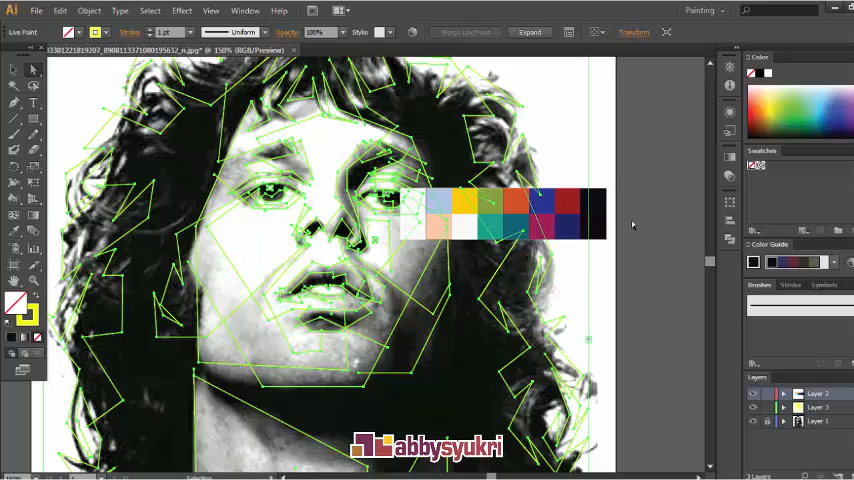 Ai File Edit Object Type Select Effect View Window Help Painting
Live Paint Stroke: 1 pt Uniform Opacity: 100% Style: Merge Live Paint Expand Transform
33301221819207_8908113371080195632_n.jpg* @ 150% (RGB/Preview) ×
Color
Swatches
Color Guide
Brushes Stroke Symbols
Layers
Layer 2
Layer 3
Layer 1
abbysyukri
Selection
3 Layers